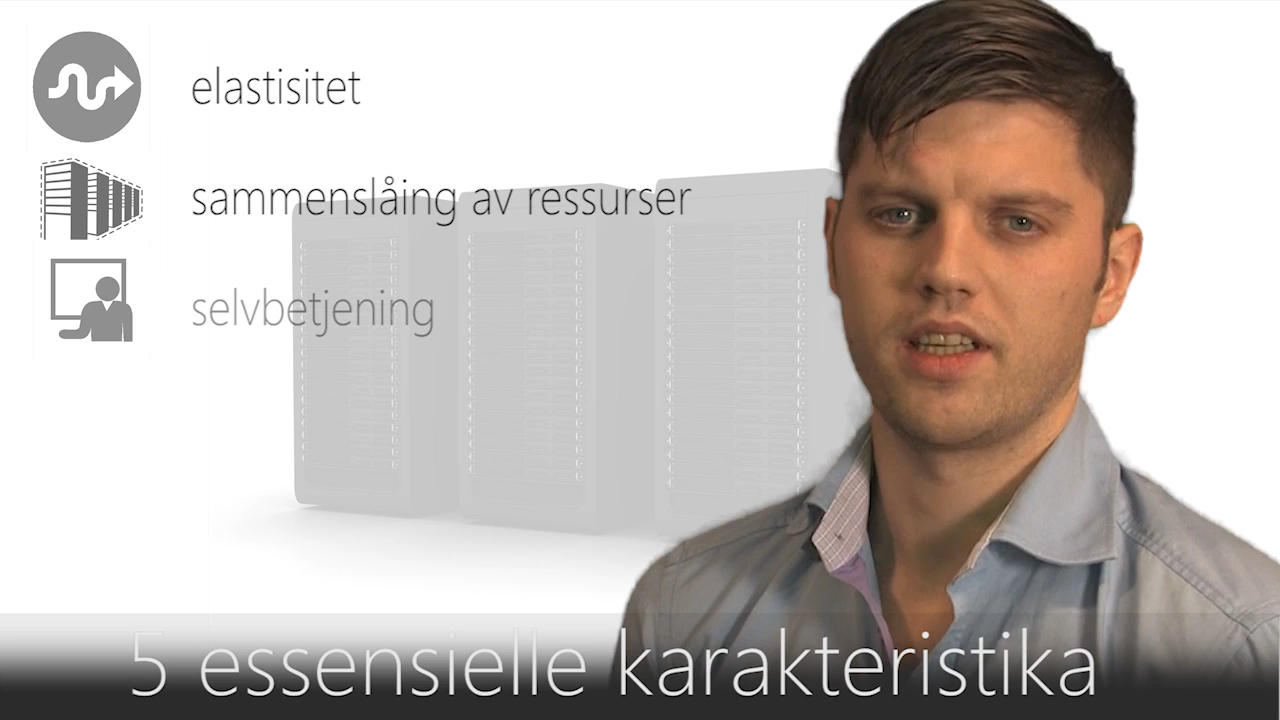 elastisitet
sammenslåing av ressurser
selvbetjening
5 essensielle karakteristika